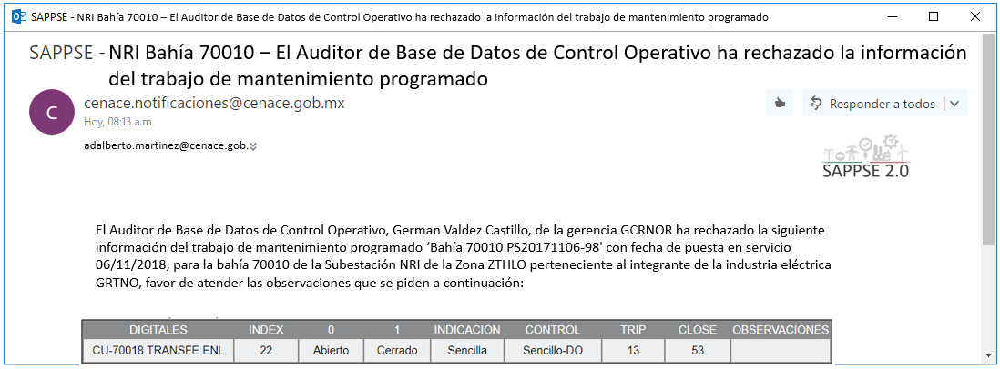 SAPPSE - NRI Bahía 70010 – El Auditor de Base de Datos de Control Operativo ha rechazado la información del trabajo de mantenimiento programado
SAPPSE - NRI Bahía 70010 – El Auditor de Base de Datos de Control Operativo ha rechazado la información
del trabajo de mantenimiento programado
C
cenace.notificaciones@cenace.gob.mx
Responder a todos
Hoy, 08:13 a.m.
adalberto.martinez@cenace.gob.
SAPPSE 2.0
El Auditor de Base de Datos de Control Operativo, German Valdez Castillo, de la gerencia GCRNOR ha rechazado la siguiente
información del trabajo de mantenimiento programado ‘Bahía 70010 PS20171106-98' con fecha de puesta en servicio
06/11/2018, para la bahía 70010 de la Subestación NRI de la Zona ZTHLO perteneciente al integrante de la industria eléctrica
GRTNO, favor de atender las observaciones que se piden a continuación:
DIGITALES INDEX 0 1 INDICACION CONTROL TRIP CLOSE OBSERVACIONES
CU-70018 TRANSFE ENL 22 Abierto Cerrado Sencilla Sencillo-DO 13 53